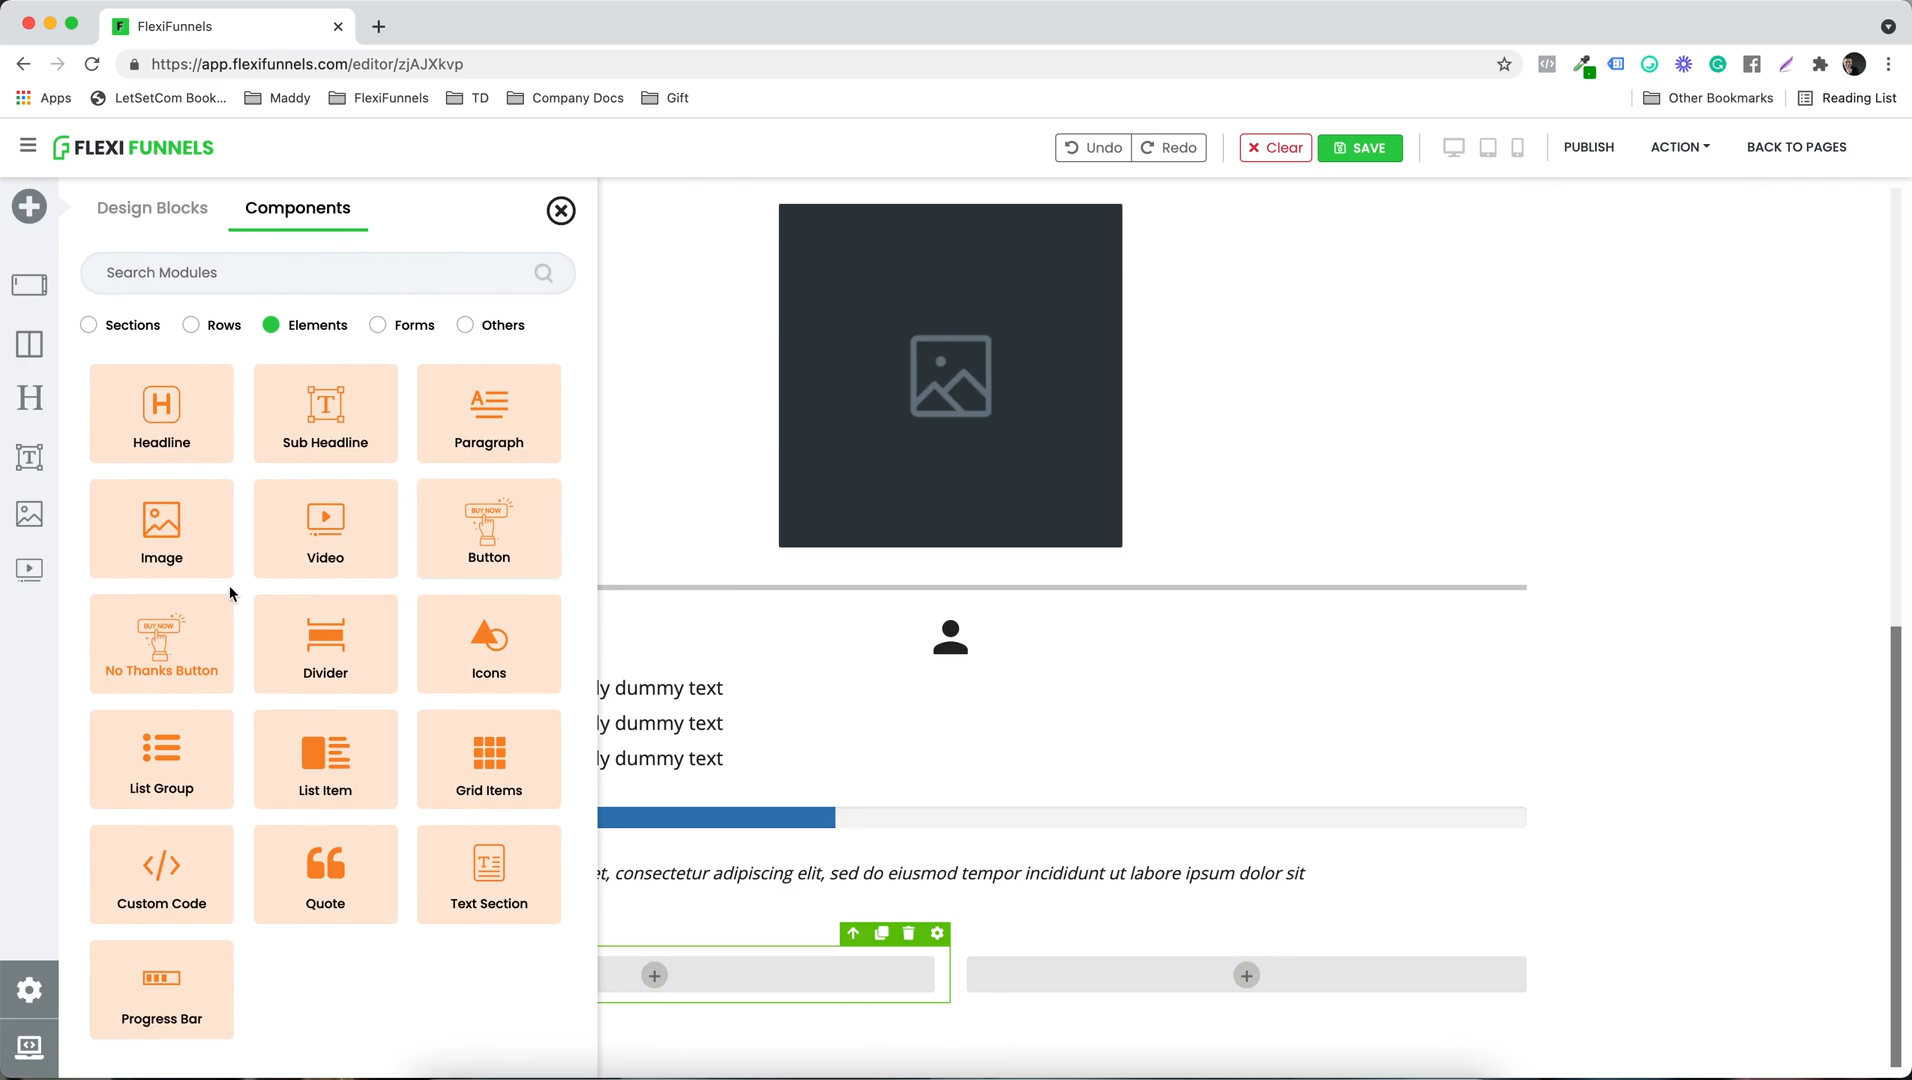 F FlexiFunnels
https://app.flexifunnels.com/editor/zjAJXkvp
Apps LetSetCom Book... Maddy FlexiFunnels TD Company Docs Gift Other Bookmarks Reading List
FLEXI FUNNELS Undo Redo Clear SAVE PUBLISH ACTION BACK TO PAGES
Design Blocks Components
Search Modules
Sections Rows Elements Forms Others
Headline Sub Headline Paragraph
BUY NOW
Image Video Button
BUY NOW
No Thanks Button Divider Icons
List Group List Item Grid Items
Custom Code Quote Text Section
Progress Bar
ly dummy text
ly dummy text
ly dummy text
et, consectetur adipiscing elit, sed do eiusmod tempor incididunt ut labore ipsum dolor sit